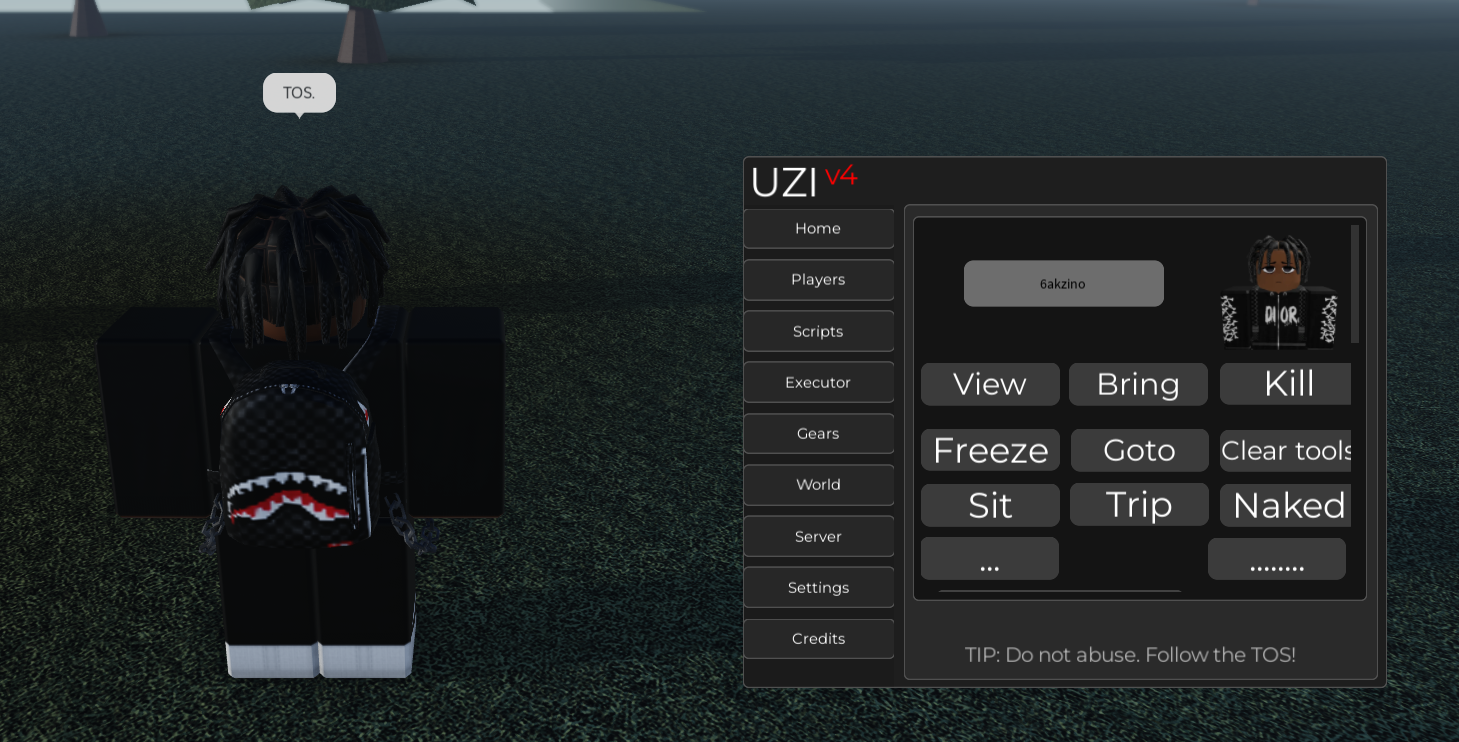 TOS.
UZI v4
Home
Players
Scripts
Executor
Gears
World
Server
Settings
Credits
6akzino
DIOR.
View Bring Kill
Freeze Goto Clear tools
Sit Trip Naked
... ........
TIP: Do not abuse. Follow the TOS!